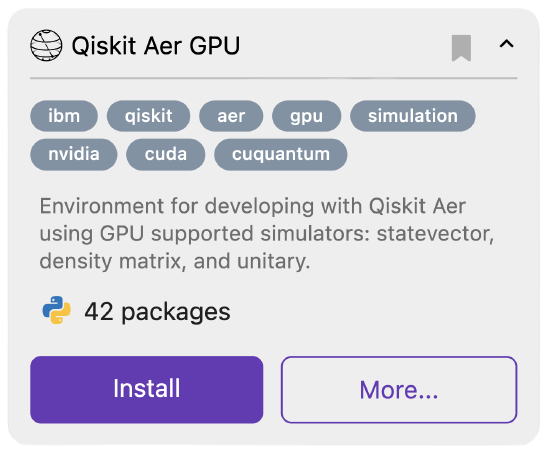 Qiskit Aer GPU
ibm qiskit aer gpu simulation
nvidia cuda cuquantum
Environment for developing with Qiskit Aer
using GPU supported simulators: statevector,
density matrix, and unitary.
42 packages
Install More...